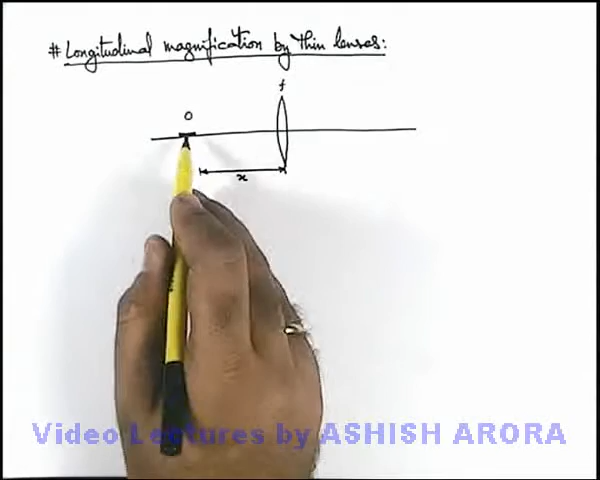 # Longitudinal magnification by thin lenses:
f
O
x
Video Lectures by ASHISH ARORA